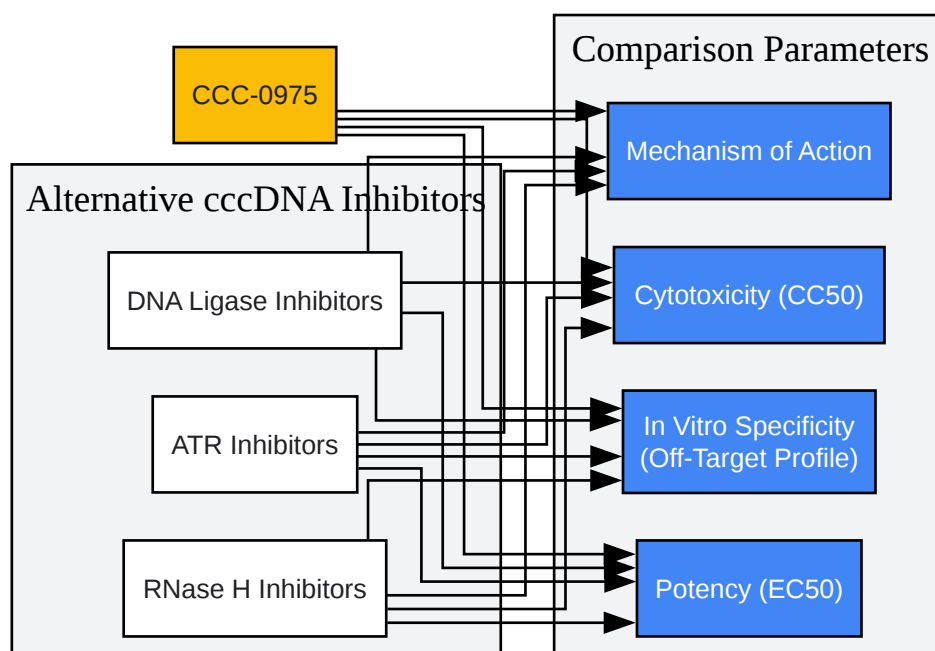 CCC-0975
Alternative cccDNA Inhibitors
DNA Ligase Inhibitors
ATR Inhibitors
RNase H Inhibitors
Comparison Parameters
Mechanism of Action
Cytotoxicity (CC50)
In Vitro Specificity
(Off-Target Profile)
Potency (EC50)